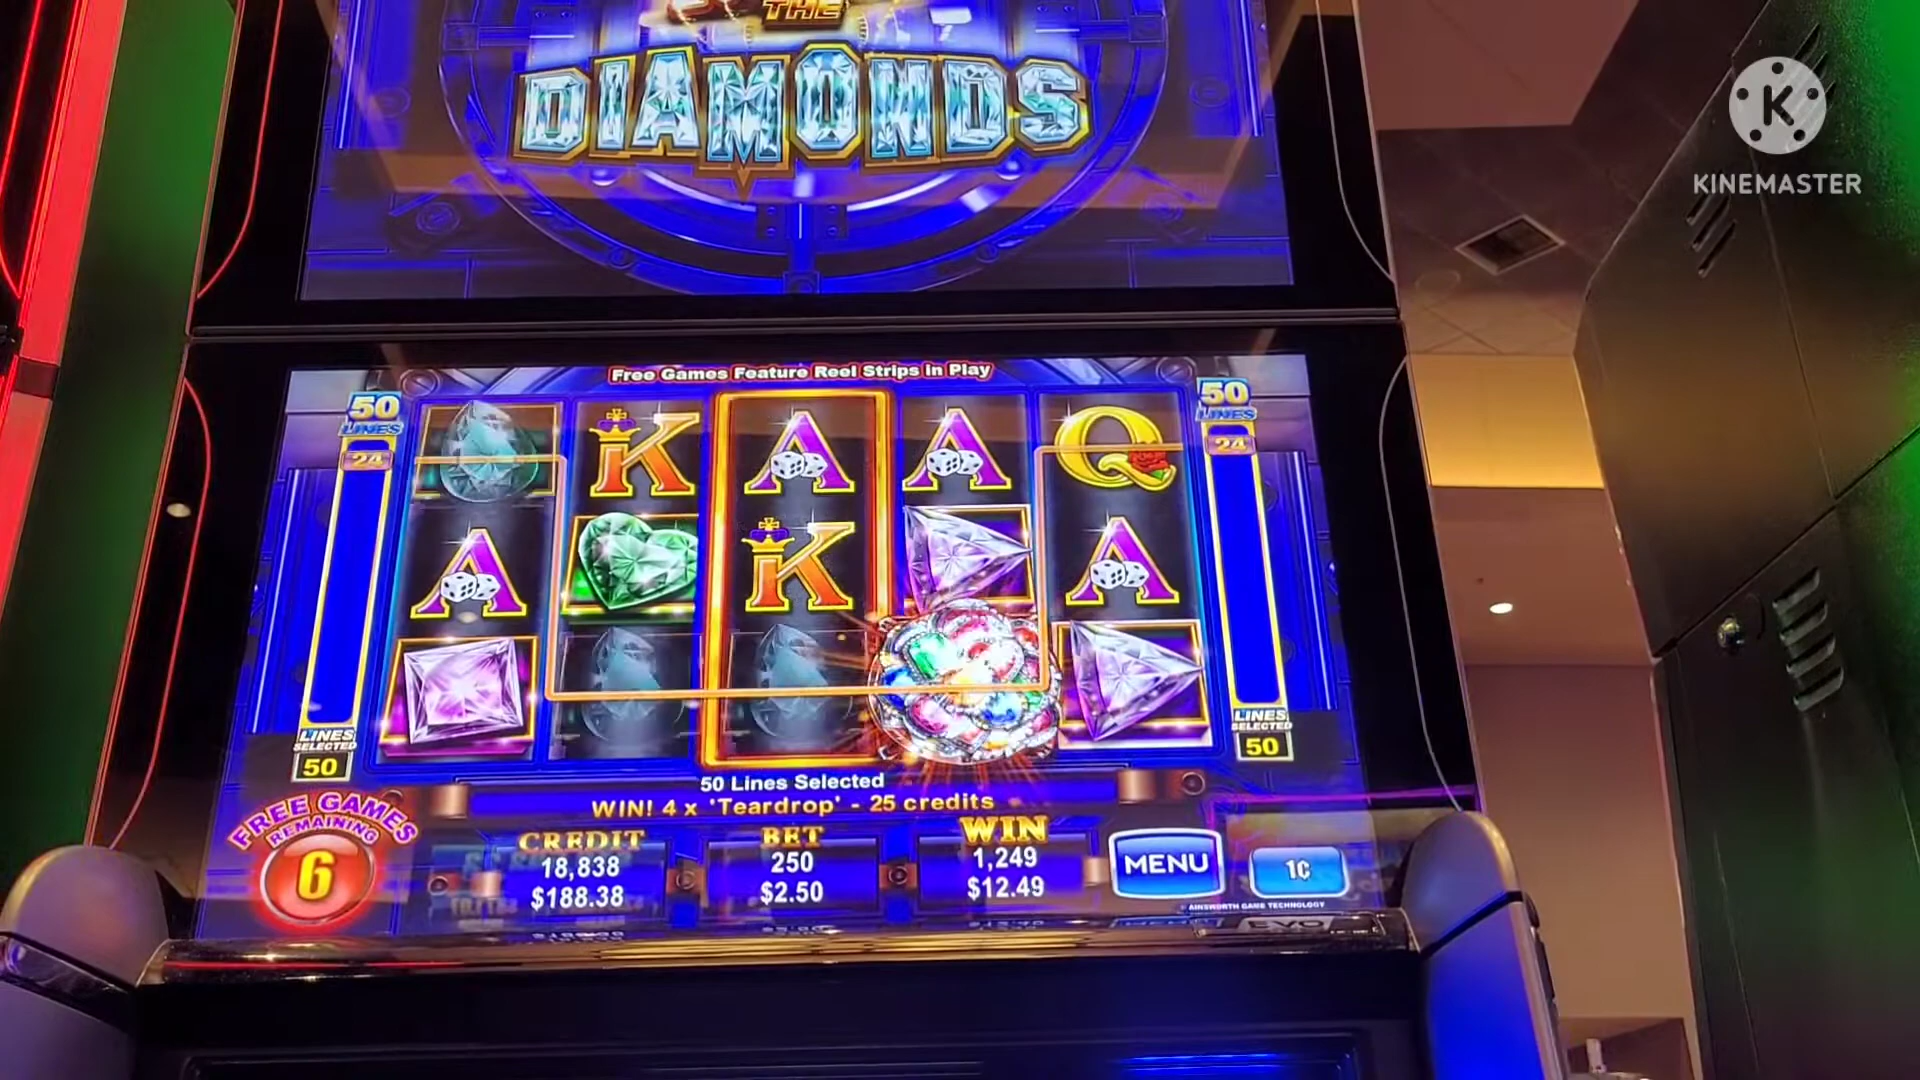 THE
DIAMONDS
K
KINEMASTER
Free Games Feature Reel Strips in Play
50
LINES
24
50
LINES
24
K A A Q
A K A
LINES
SELECTED
50
LINES
SELECTED
50
50 Lines Selected
WIN! 4 x 'Teardrop' - 25 credits
FREE GAMES
REMAINING
6
CREDIT
18,838
$188.38
BET
250
$2.50
WIN
1,249
$12.49
MENU
1¢
AINSWORTH GAME TECHNOLOGY
EVO